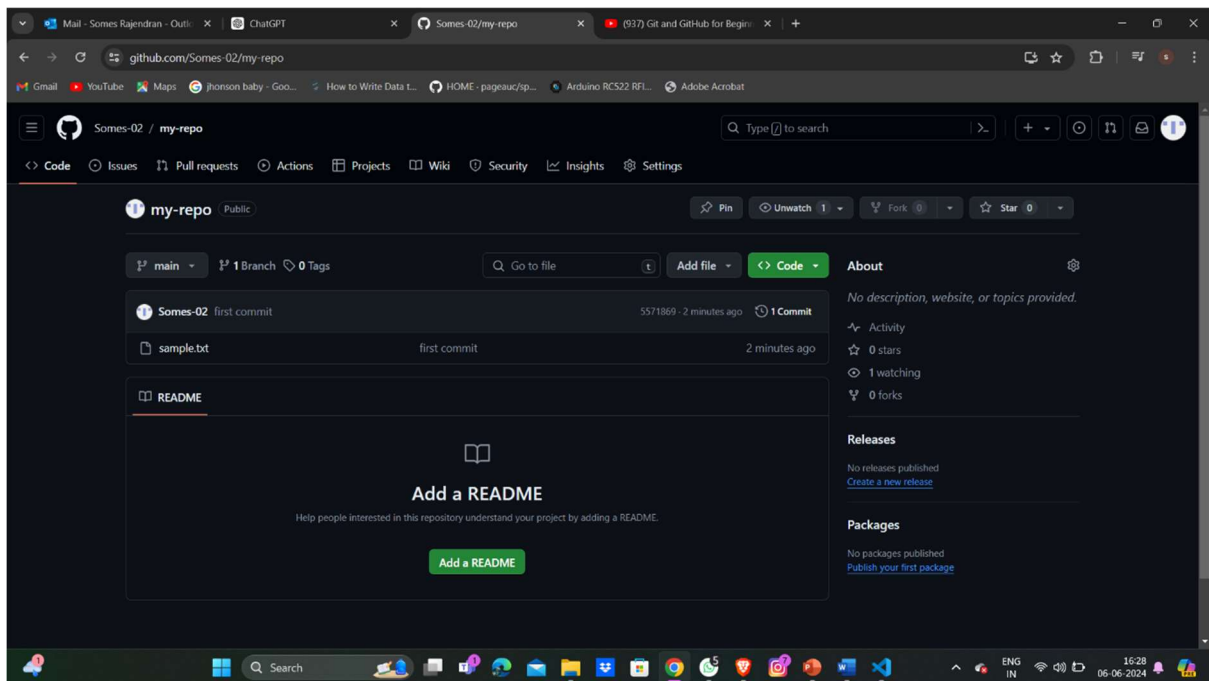 Mail - Somes Rajendran - Outlo
ChatGPT
Somes-02/my-repo
(937) Git and GitHub for Beginn
github.com/Somes-02/my-repo
Gmail YouTube Maps jhonson baby - Goo... How to Write Data t... HOME - pageauc/sp... Arduino RC522 RFI... Adobe Acrobat
Somes-02 / my-repo
Type / to search
Code Issues Pull requests Actions Projects Wiki Security Insights Settings
my-repo Public
Pin Unwatch 1 Fork 0 Star 0
main 1 Branch 0 Tags
Go to file t Add file Code
Somes-02 first commit 5571869 · 2 minutes ago 1 Commit
sample.txt first commit 2 minutes ago
README
Add a README
Help people interested in this repository understand your project by adding a README.
Add a README
About
No description, website, or topics provided.
Activity
0 stars
1 watching
0 forks
Releases
No releases published
Create a new release
Packages
No packages published
Publish your first package
Search
ENG
IN
16:28
06-06-2024